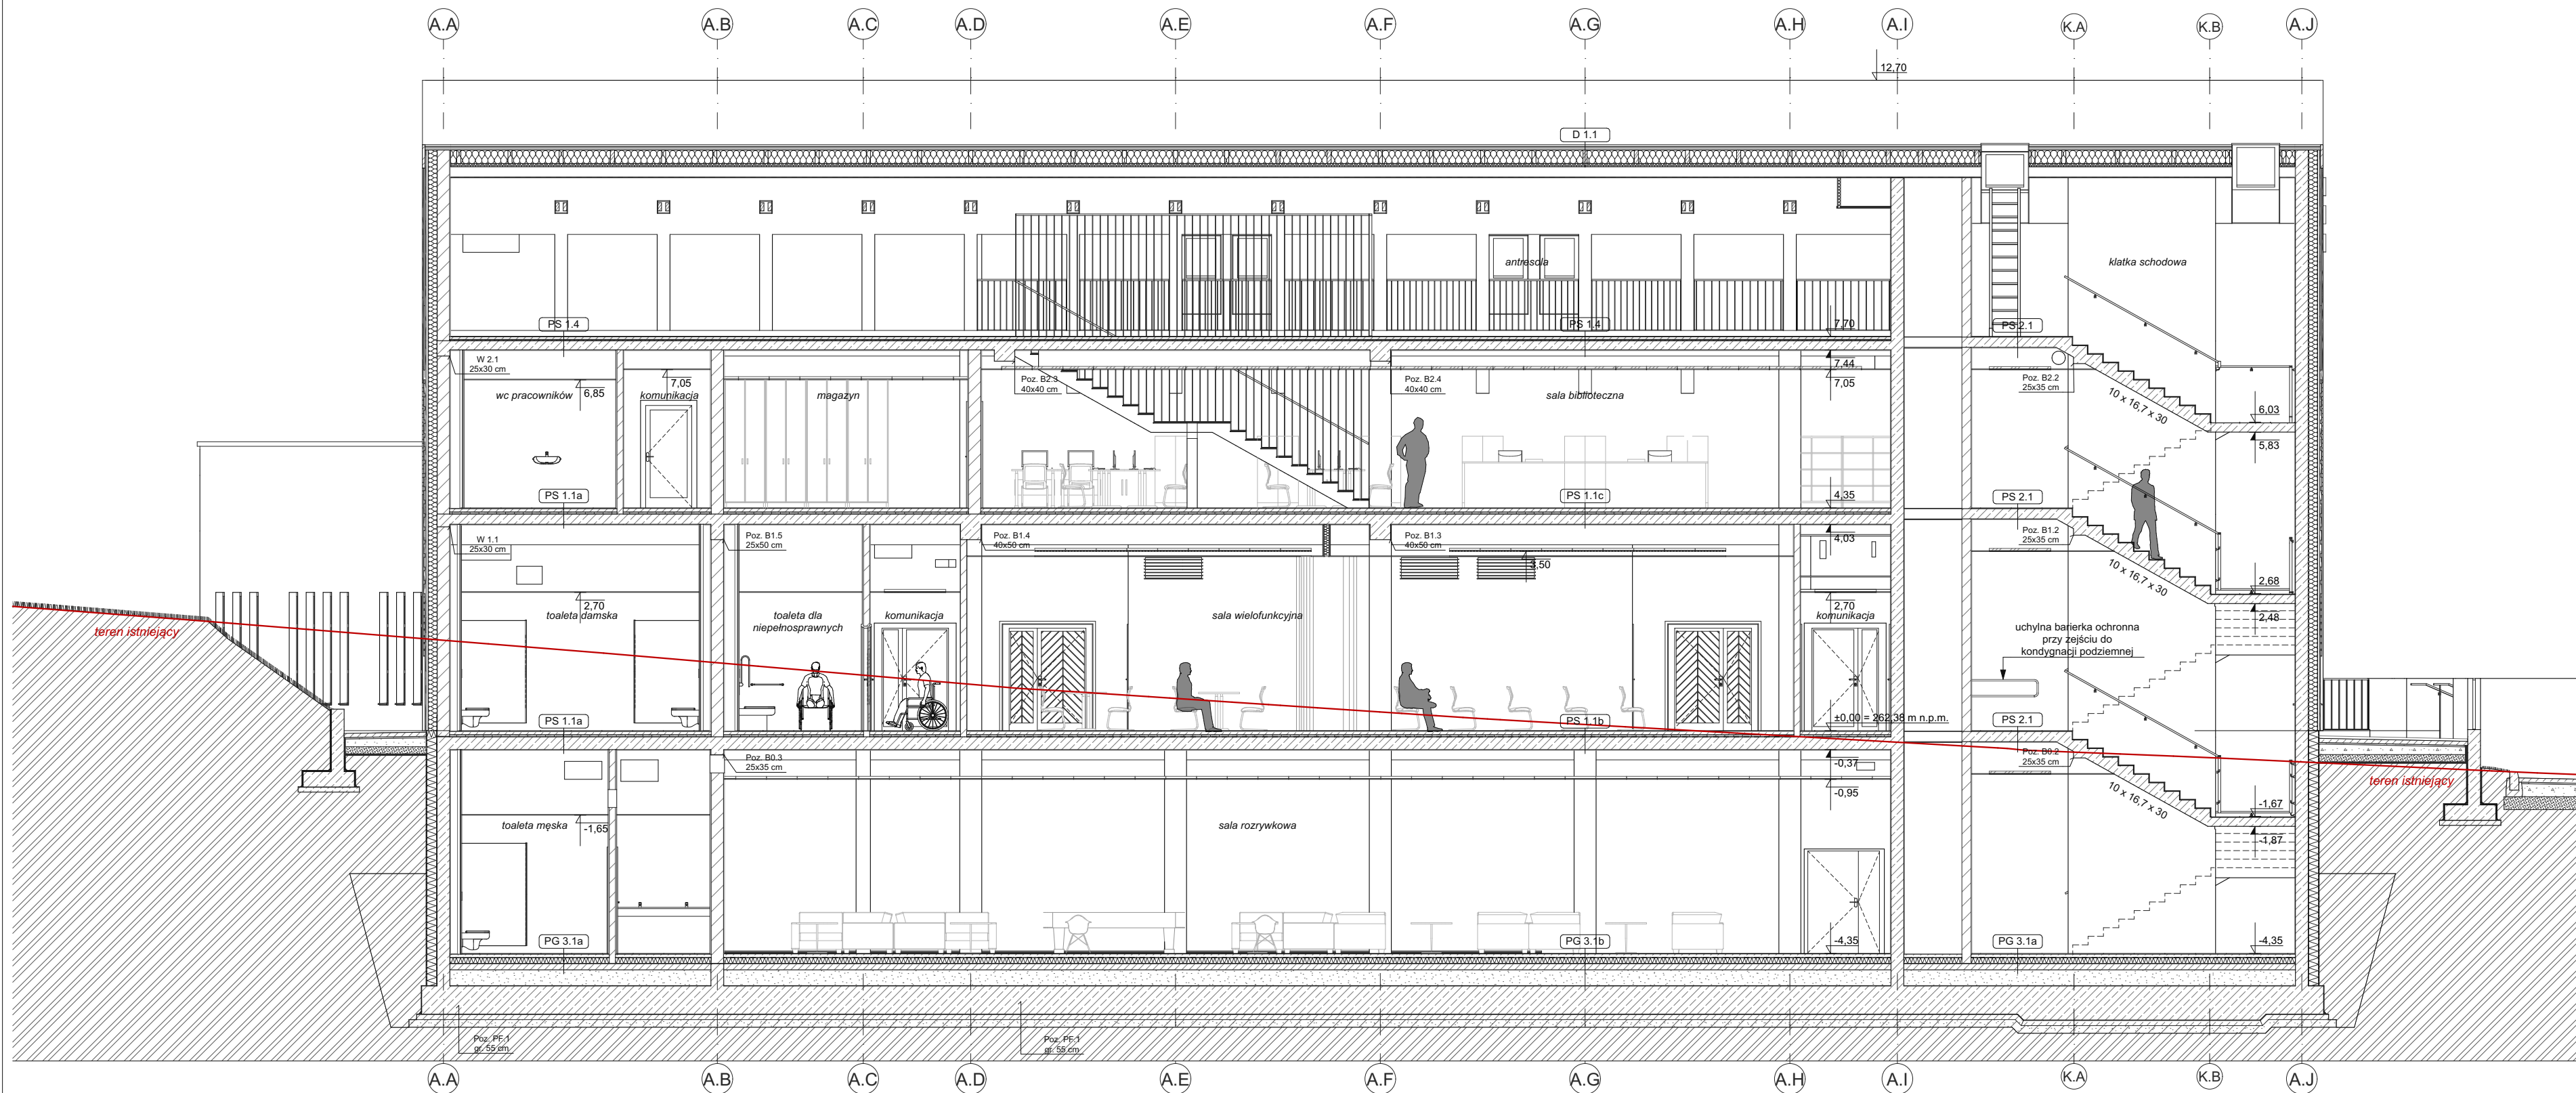 A.A A.B A.C A.D A.E A.F A.G A.H A.I K.A K.B A.J
12,70
D 1.1
antresola
klatka schodowa
PS 1.4
PS 1.4
7,70
PS 2.1
W 2.1
25x30 cm
7,05
6,85
wc pracowników
komunikacja
magazyn
Poz. B2.3
40x40 cm
Poz. B2.4
40x40 cm
sala biblioteczna
7,44
7,05
Poz. B2.2
25x35 cm
10 x 16,7 x 30
6,03
5,83
PS 1.1a
PS 1.1c
4,35
PS 2.1
W 1.1
25x30 cm
Poz. B1.5
25x50 cm
Poz. B1.4
40x50 cm
Poz. B1.3
40x50 cm
4,03
3,50
Poz. B1.2
25x35 cm
10 x 16,7 x 30
2,68
2,48
2,70
toaleta damska
toaleta dla
niepełnosprawnych
komunikacja
sala wielofunkcyjna
2,70
komunikacja
uchylna barierka ochronna
przy zejściu do
kondygnacji podziemnej
teren istniejący
PS 1.1a
PS 1.1b
±0,00 = 262,38 m n.p.m.
PS 2.1
Poz. B0.3
25x35 cm
-0,37
-0,95
Poz. B0.2
25x35 cm
10 x 16,7 x 30
teren istniejący
-1,67
-1,87
toaleta męska
-1,65
sala rozrywkowa
PG 3.1a
PG 3.1b
-4,35
PG 3.1a
-4,35
Poz. PF.1
gr. 55 cm
Poz. PF.1
gr. 55 cm
A.A A.B A.C A.D A.E A.F A.G A.H A.I K.A K.B A.J